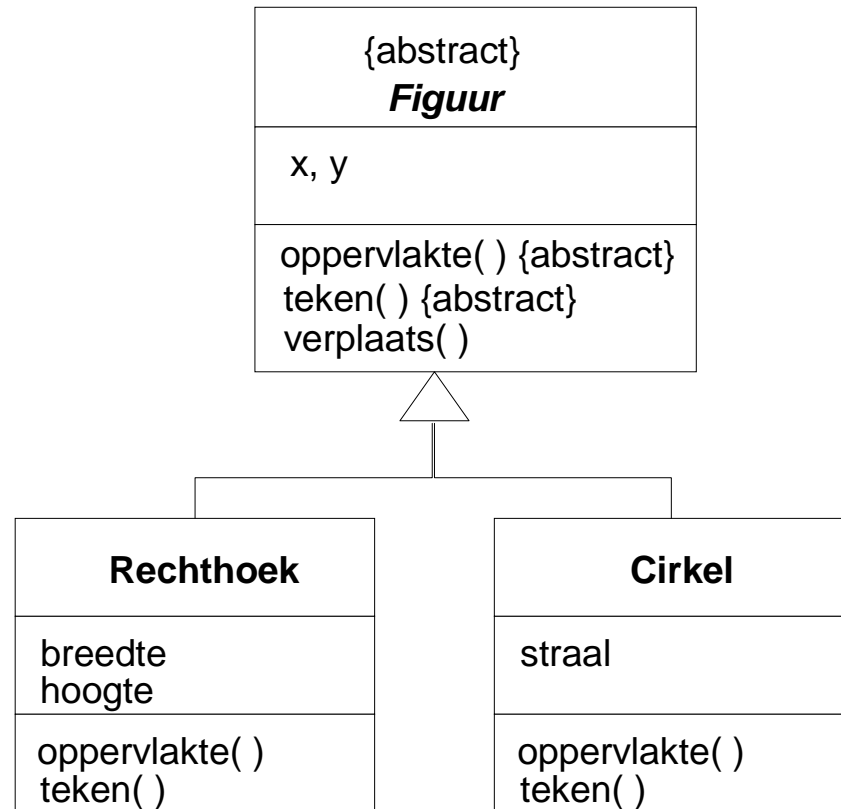 {abstract}
Figuur
x, y
oppervlakte( ) {abstract}
teken( ) {abstract}
verplaats( )
Rechthoek
breedte
hoogte
oppervlakte( )
teken( )
Cirkel
straal
oppervlakte( )
teken( )